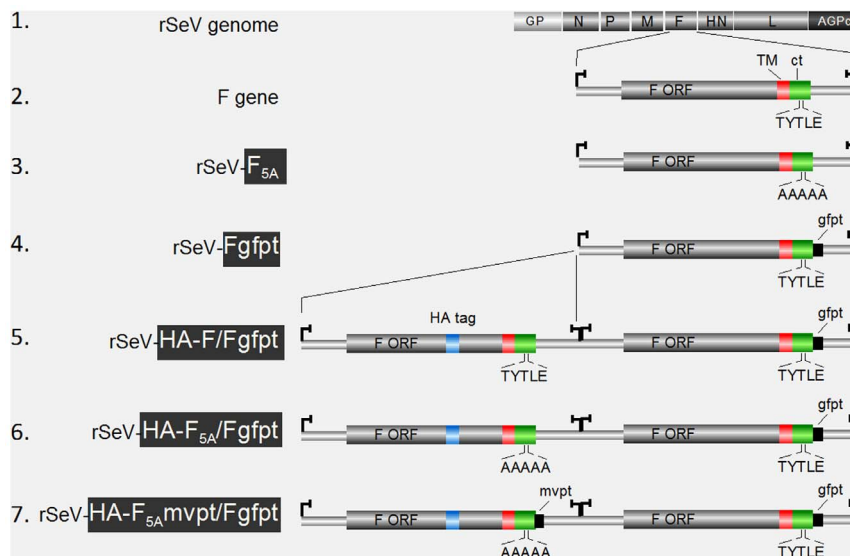 1. rSeV genome GP N P M F HN L AGPc
TM ct
2. F gene F ORF
TYTLE
3. rSeV-F5A F ORF
AAAAA
gfpt
4. rSeV-Fgfpt F ORF
TYTLE
HA tag gfpt
5. rSeV-HA-F/Fgfpt F ORF F ORF
TYTLE TYTLE
gfpt
6. rSeV-HA-F5A/Fgfpt F ORF F ORF
AAAAA TYTLE
mvpt gfpt
7. rSeV-HA-F5Amvpt/Fgfpt F ORF F ORF
AAAAA TYTLE